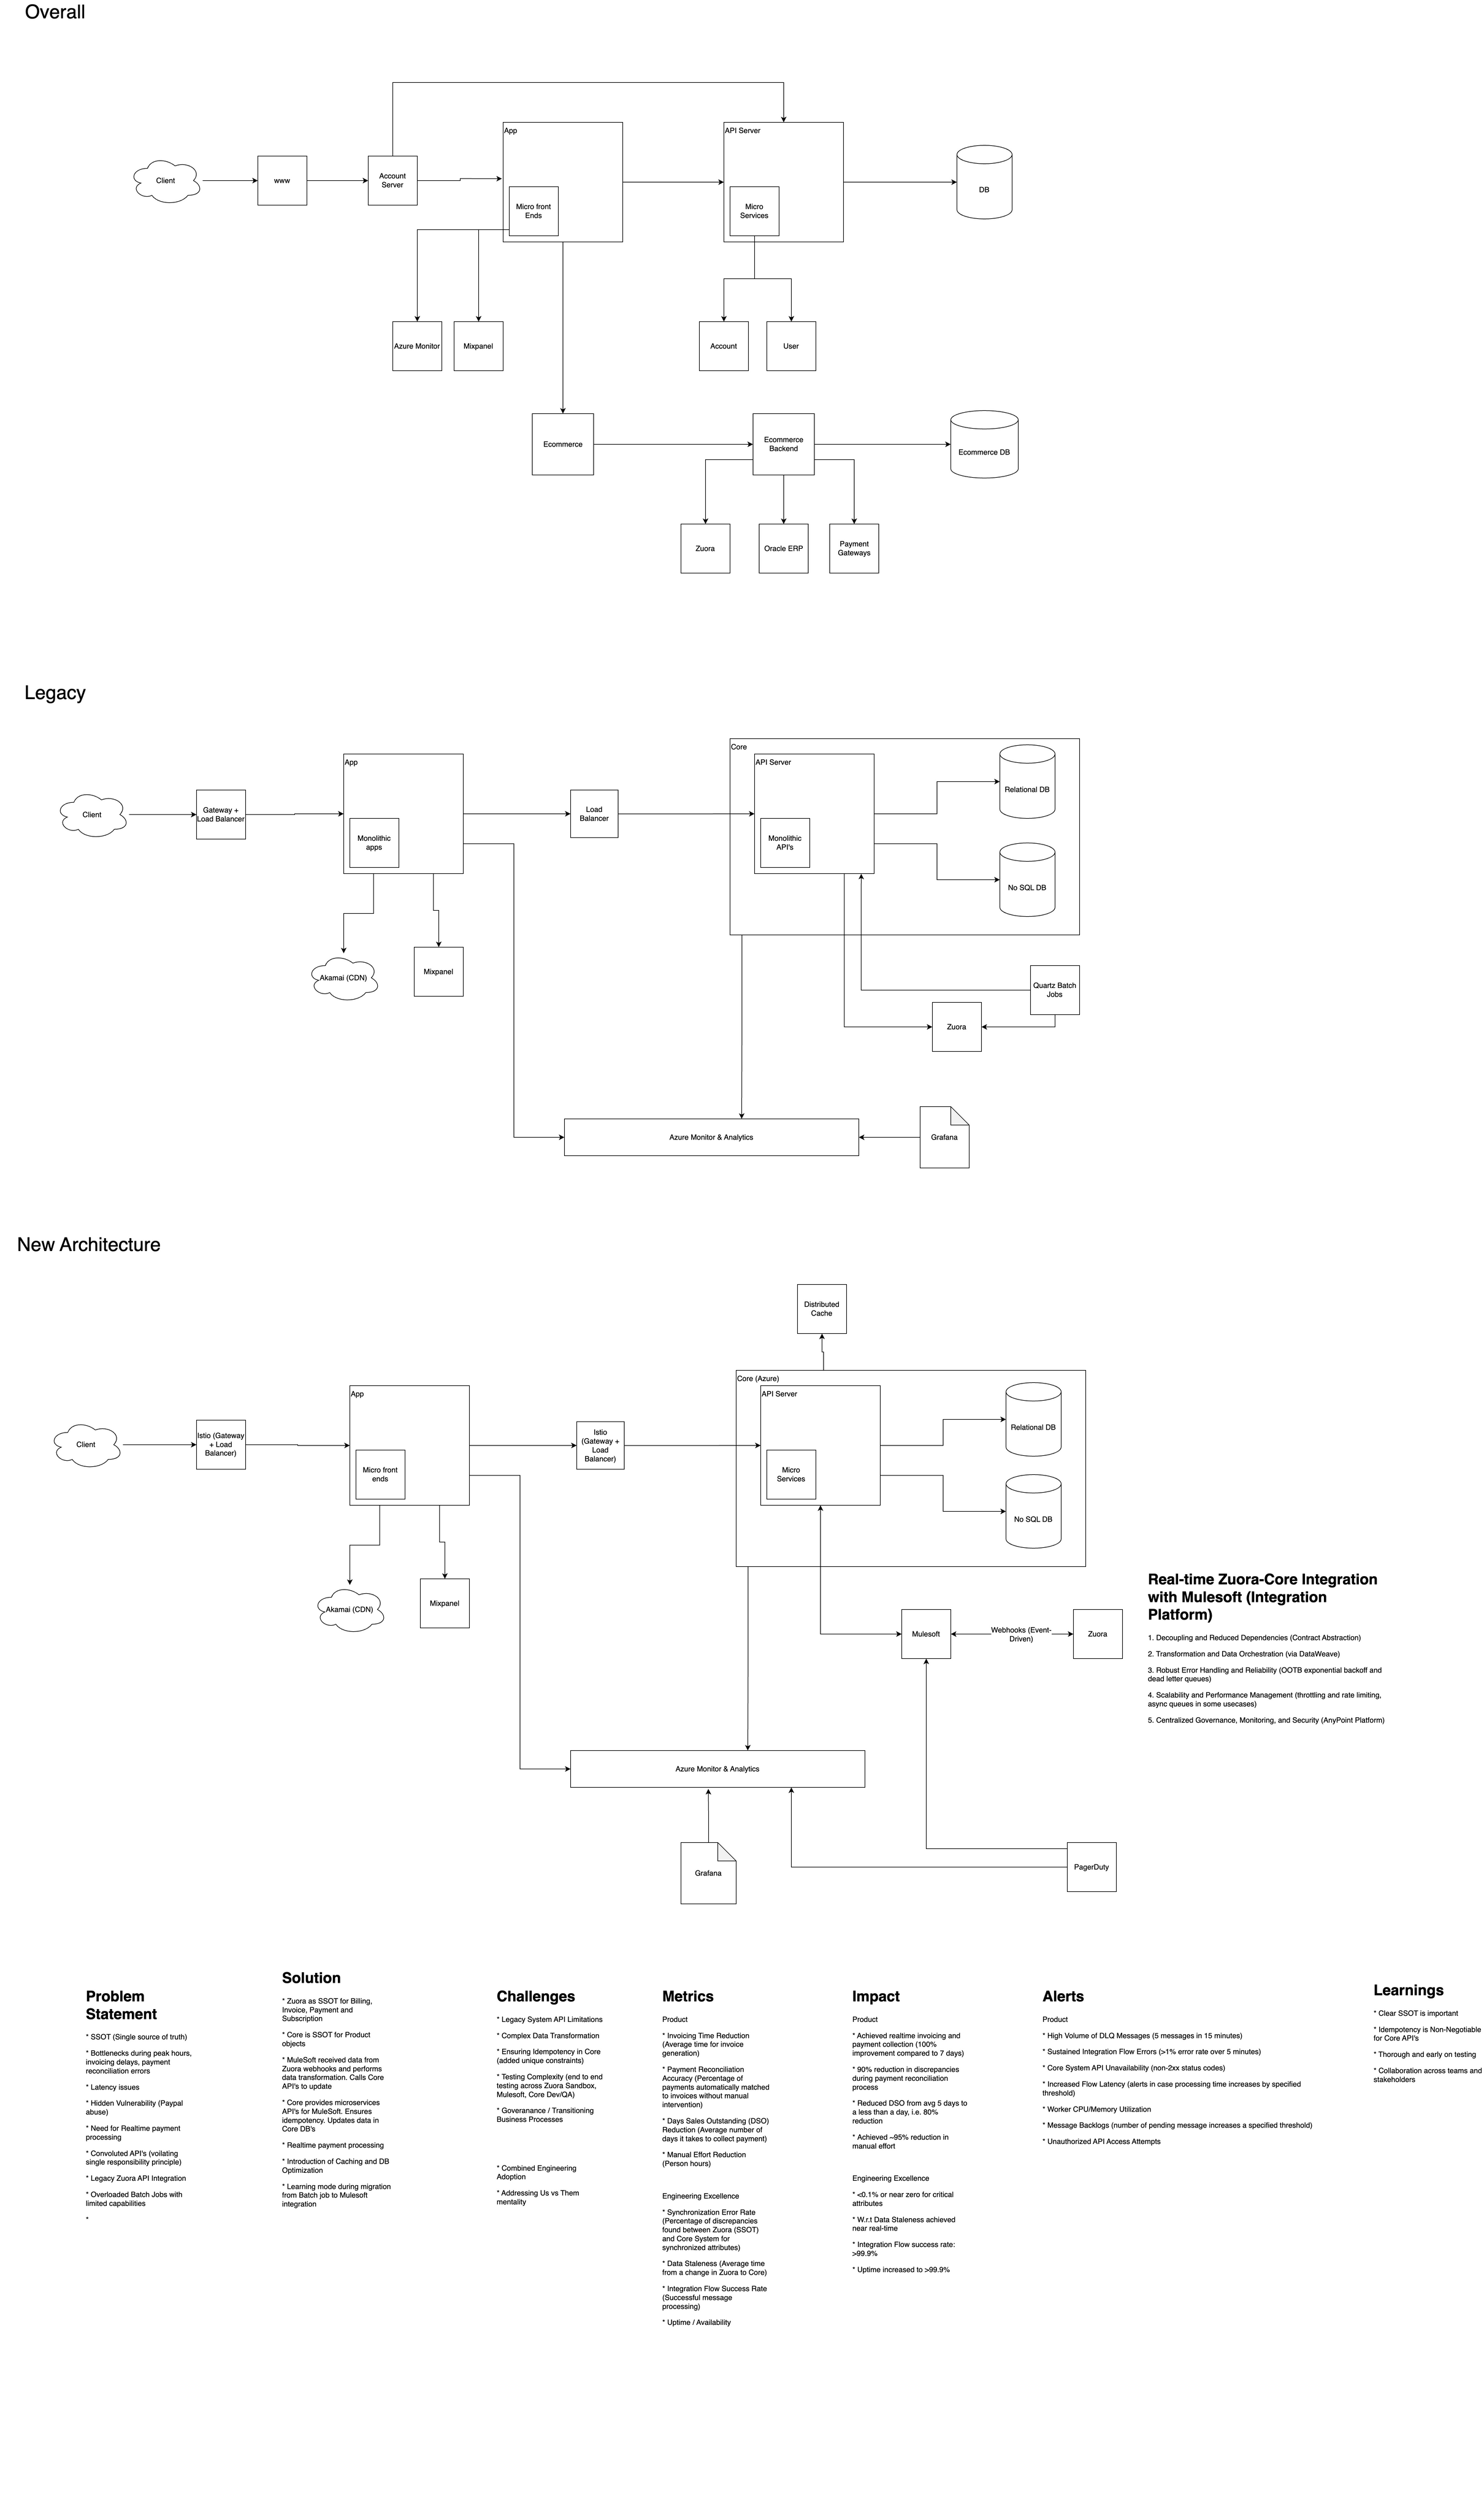 Overall
Client
www
Account
Server
App
Micro front
Ends
API Server
Micro
Services
DB
Azure Monitor
Mixpanel
Account
User
Ecommerce
Ecommerce
Backend
Ecommerce DB
Zuora
Oracle ERP
Payment
Gateways
Legacy
Client
Gateway +
Load Balancer
App
Monolithic
apps
Load
Balancer
Core
API Server
Monolithic
API's
Relational DB
No SQL DB
Akamai (CDN)
Mixpanel
Quartz Batch
Jobs
Zuora
Azure Monitor & Analytics
Grafana
New Architecture
Distributed
Cache
Client
Istio (Gateway
+ Load
Balancer)
App
Micro front
ends
Istio
(Gateway +
Load
Balancer)
Core (Azure)
API Server
Micro
Services
Relational DB
No SQL DB
Akamai (CDN)
Mixpanel
Mulesoft
Webhooks (Event-
Driven)
Zuora
Real-time Zuora-Core Integration
with Mulesoft (Integration
Platform)
1. Decoupling and Reduced Dependencies (Contract Abstraction)
2. Transformation and Data Orchestration (via DataWeave)
3. Robust Error Handling and Reliability (OOTB exponential backoff and
dead letter queues)
4. Scalability and Performance Management (throttling and rate limiting,
async queues in some usecases)
5. Centralized Governance, Monitoring, and Security (AnyPoint Platform)
Azure Monitor & Analytics
Grafana
PagerDuty
Problem
Statement
* SSOT (Single source of truth)
* Bottlenecks during peak hours,
invoicing delays, payment
reconciliation errors
* Latency issues
* Hidden Vulnerability (Paypal
abuse)
* Need for Realtime payment
processing
* Convoluted API's (voilating
single responsibility principle)
* Legacy Zuora API Integration
* Overloaded Batch Jobs with
limited capabilities
*
Solution
* Zuora as SSOT for Billing,
Invoice, Payment and
Subscription
* Core is SSOT for Product
objects
* MuleSoft received data from
Zuora webhooks and performs
data transformation. Calls Core
API's to update
* Core provides microservices
API's for MuleSoft. Ensures
idempotency. Updates data in
Core DB's
* Realtime payment processing
* Introduction of Caching and DB
Optimization
* Learning mode during migration
from Batch job to Mulesoft
integration
Challenges
* Legacy System API Limitations
* Complex Data Transformation
* Ensuring Idempotency in Core
(added unique constraints)
* Testing Complexity (end to end
testing across Zuora Sandbox,
Mulesoft, Core Dev/QA)
* Goveranance / Transitioning
Business Processes
* Combined Engineering
Adoption
* Addressing Us vs Them
mentality
Metrics
Product
* Invoicing Time Reduction
(Average time for invoice
generation)
* Payment Reconciliation
Accuracy (Percentage of
payments automatically matched
to invoices without manual
intervention)
* Days Sales Outstanding (DSO)
Reduction (Average number of
days it takes to collect payment)
* Manual Effort Reduction
(Person hours)
Engineering Excellence
* Synchronization Error Rate
(Percentage of discrepancies
found between Zuora (SSOT)
and Core System for
synchronized attributes)
* Data Staleness (Average time
from a change in Zuora to Core)
* Integration Flow Success Rate
(Successful message
processing)
* Uptime / Availability
Impact
Product
* Achieved realtime invoicing and
payment collection (100%
improvement compared to 7 days)
* 90% reduction in discrepancies
during payment reconciliation
process
* Reduced DSO from avg 5 days to
a less than a day, i.e. 80%
reduction
* Achieved ~95% reduction in
manual effort
Engineering Excellence
* <0.1% or near zero for critical
attributes
* W.r.t Data Staleness achieved
near real-time
* Integration Flow success rate:
>99.9%
* Uptime increased to >99.9%
Alerts
Product
* High Volume of DLQ Messages (5 messages in 15 minutes)
* Sustained Integration Flow Errors (>1% error rate over 5 minutes)
* Core System API Unavailability (non-2xx status codes)
* Increased Flow Latency (alerts in case processing time increases by specified
threshold)
* Worker CPU/Memory Utilization
* Message Backlogs (number of pending message increases a specified threshold)
* Unauthorized API Access Attempts
Learnings
* Clear SSOT is important
* Idempotency is Non-Negotiable
for Core API's
* Thorough and early on testing
* Collaboration across teams and
stakeholders